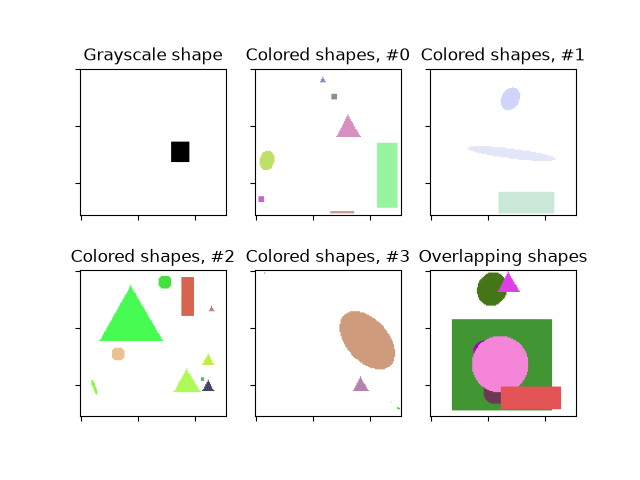 Grayscale shape
Colored shapes, #0
Colored shapes, #1
Colored shapes, #2
Colored shapes, #3
Overlapping shapes